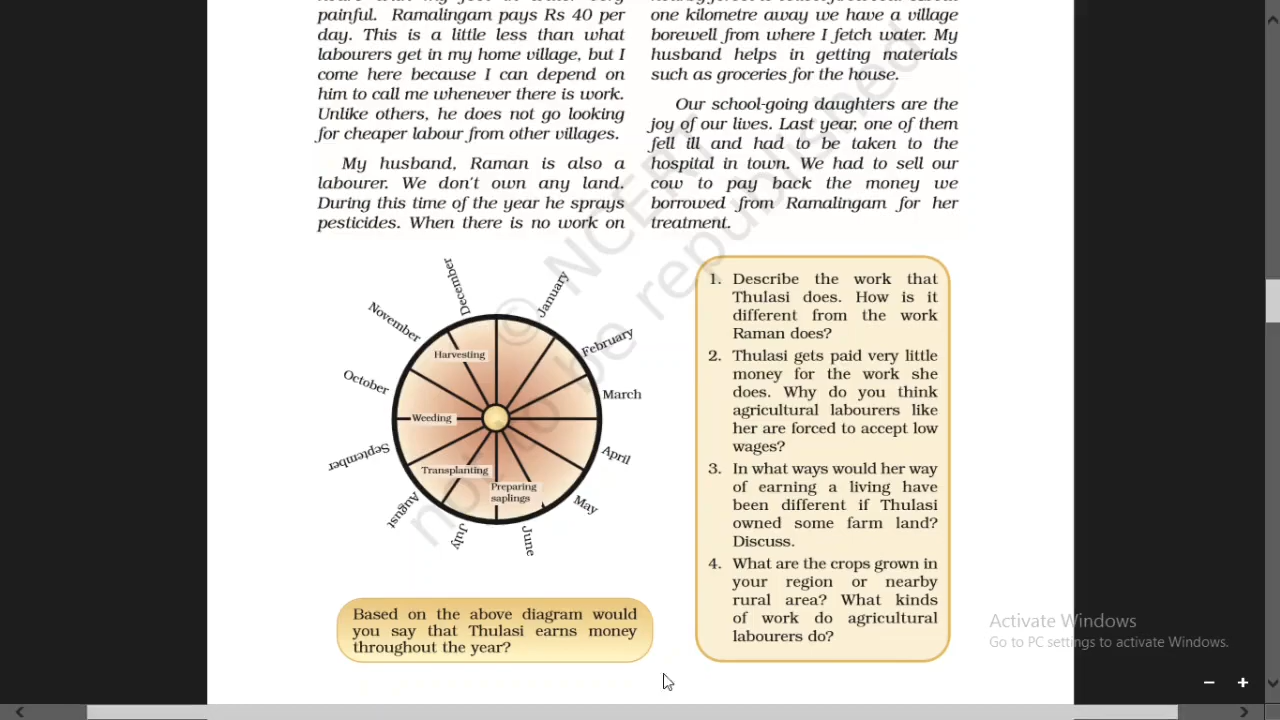 painful. Ramalingam pays Rs 40 per
day. This is a little less than what
labourers get in my home village, but I
come here because I can depend on
him to call me whenever there is work.
Unlike others, he does not go looking
for cheaper labour from other villages.
My husband, Raman is also a
labourer. We don't own any land.
During this time of the year he sprays
pesticides. When there is no work on
one kilometre away we have a village
borewell from where I fetch water. My
husband helps in getting materials
such as groceries for the house.
Our school-going daughters are the
joy of our lives. Last year, one of them
fell ill and had to be taken to the
hospital in town. We had to sell our
cow to pay back the money we
borrowed from Ramalingam for her
treatment.
© NCERT
not to be republished
December
January
November
February
Harvesting
October
March
Weeding
September
April
Transplanting
Preparing
saplings
August
May
July
June
Based on the above diagram would
you say that Thulasi earns money
throughout the year?
1. Describe the work that
Thulasi does. How is it
different from the work
Raman does?
2. Thulasi gets paid very little
money for the work she
does. Why do you think
agricultural labourers like
her are forced to accept low
wages?
3. In what ways would her way
of earning a living have
been different if Thulasi
owned some farm land?
Discuss.
4. What are the crops grown in
your region or nearby
rural area? What kinds
of work do agricultural
labourers do?
Activate Windows
Go to PC settings to activate Windows.